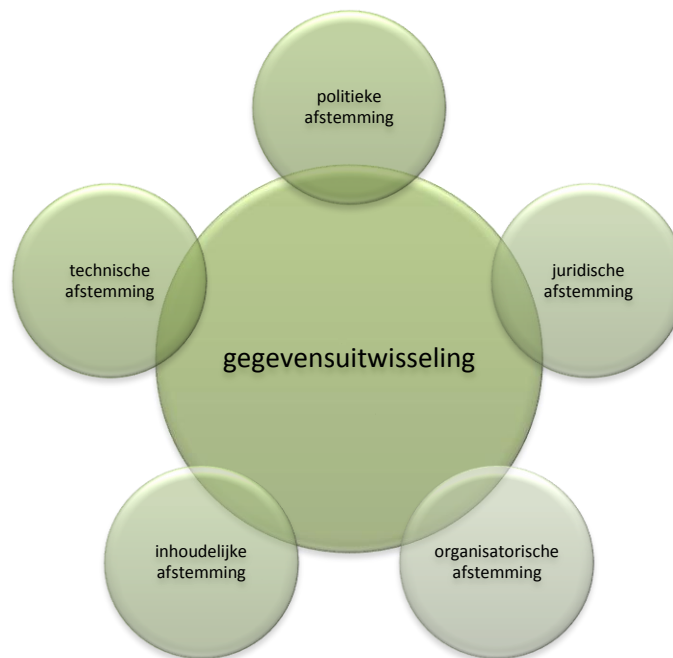 politieke
afstemming
technische
afstemming
juridische
afstemming
gegevensuitwisseling
inhoudelijke
afstemming
organisatorische
afstemming